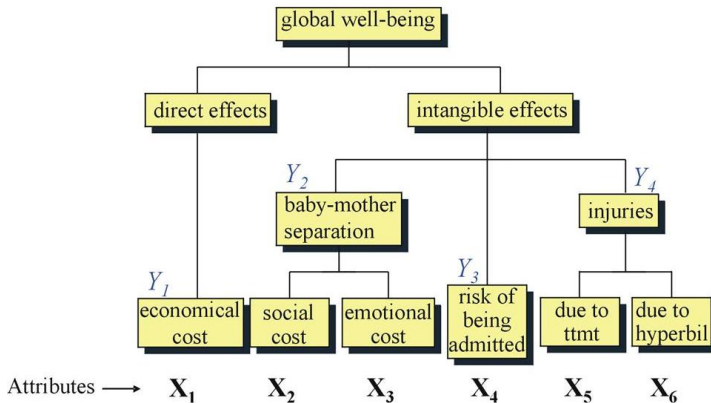 global well-being
direct effects
intangible effects
Y2
Y4
baby-mother
separation
injuries
Y1
Y3
economical
cost
social
cost
emotional
cost
risk of
being
admitted
due to
ttmt
due to
hyperbil
Attributes
X1
X2
X3
X4
X5
X6